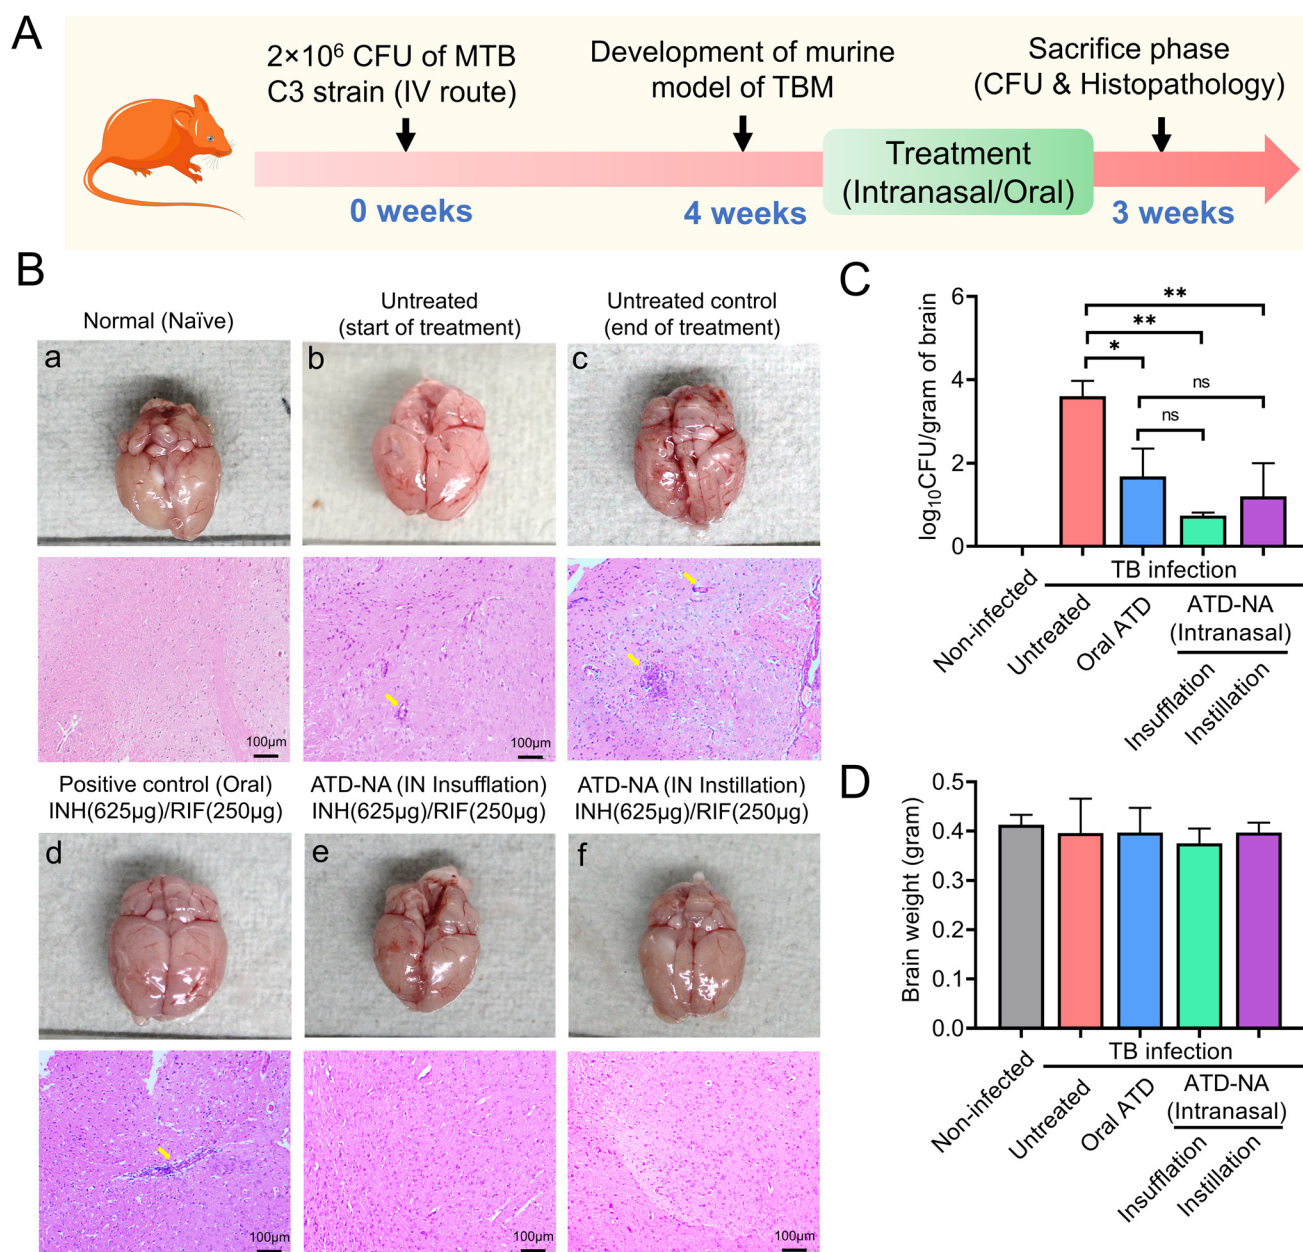 A
2×10⁶ CFU of MTB
C3 strain (IV route)
Development of murine
model of TBM
Sacrifice phase
(CFU & Histopathology)
Treatment
(Intranasal/Oral)
0 weeks
4 weeks
3 weeks
B
Normal (Naïve)
Untreated
(start of treatment)
Untreated control
(end of treatment)
a
b
c
100µm
100µm
100µm
Positive control (Oral)
INH(625µg)/RIF(250µg)
ATD-NA (IN Insufflation)
INH(625µg)/RIF(250µg)
ATD-NA (IN Instillation)
INH(625µg)/RIF(250µg)
d
e
f
100µm
100µm
100µm
C
log₁₀CFU/gram of brain
6
4
2
0
**
**
*
ns
ns
TB infection
Non-infected
Untreated
Oral ATD
ATD-NA
(Intranasal)
Insufflation
Instillation
D
Brain weight (gram)
0.5
0.4
0.3
0.2
0.1
0.0
TB infection
Non-infected
Untreated
Oral ATD
ATD-NA
(Intranasal)
Insufflation
Instillation